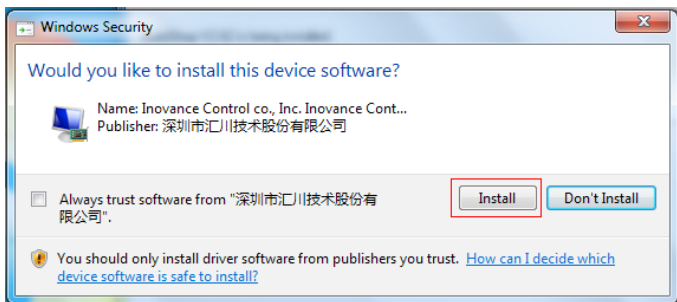 Windows Security
Would you like to install this device software?
Name: Inovance Control co., Inc. Inovance Cont...
Publisher: 深圳市汇川技术股份有限公司
Always trust software from "深圳市汇川技术股份有
限公司".
Install
Don't Install
You should only install driver software from publishers you trust. How can I decide which
device software is safe to install?